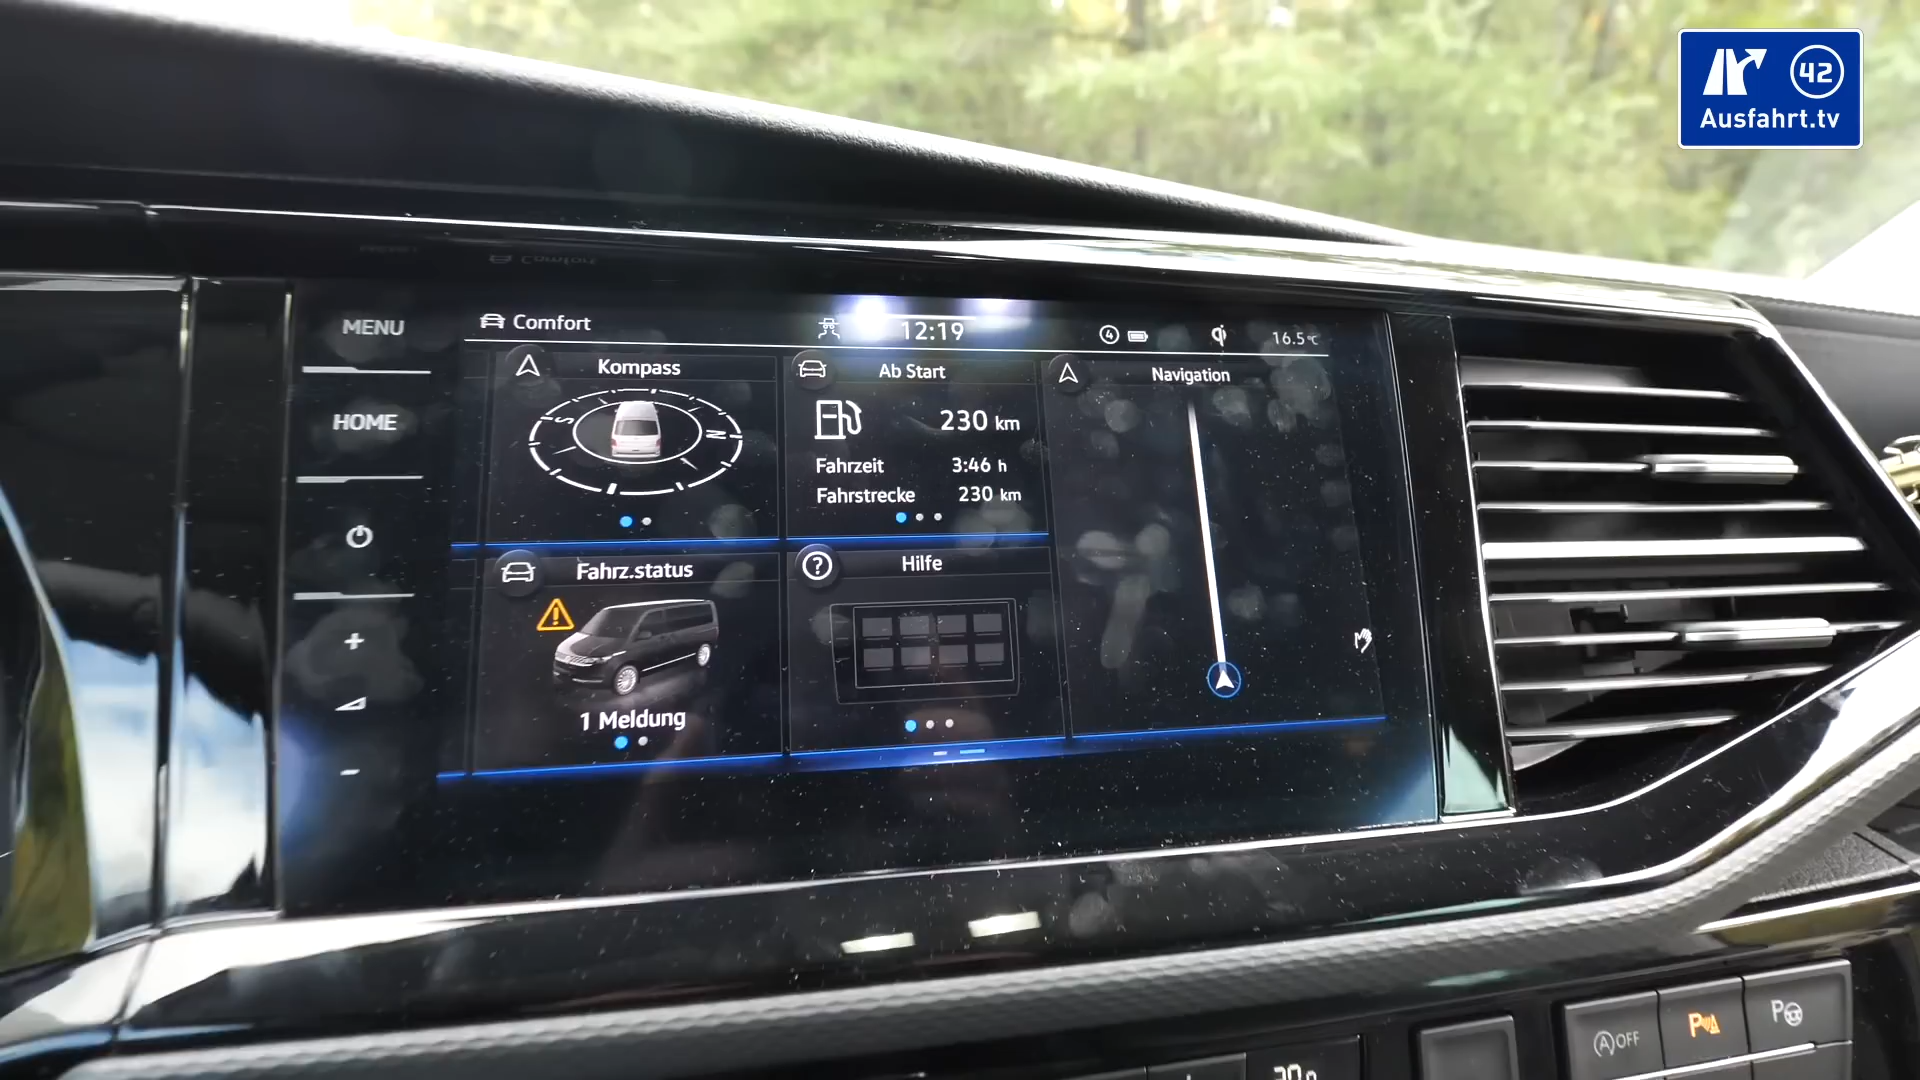 42
Ausfahrt.tv
MENU
HOME
Comfort
12:19
4
16.5°C
Kompass
S
N
Ab Start
230 km
Fahrzeit 3:46 h
Fahrstrecke 230 km
Navigation
Fahrz.status
1 Meldung
Hilfe
?
+
-
A OFF
P
P